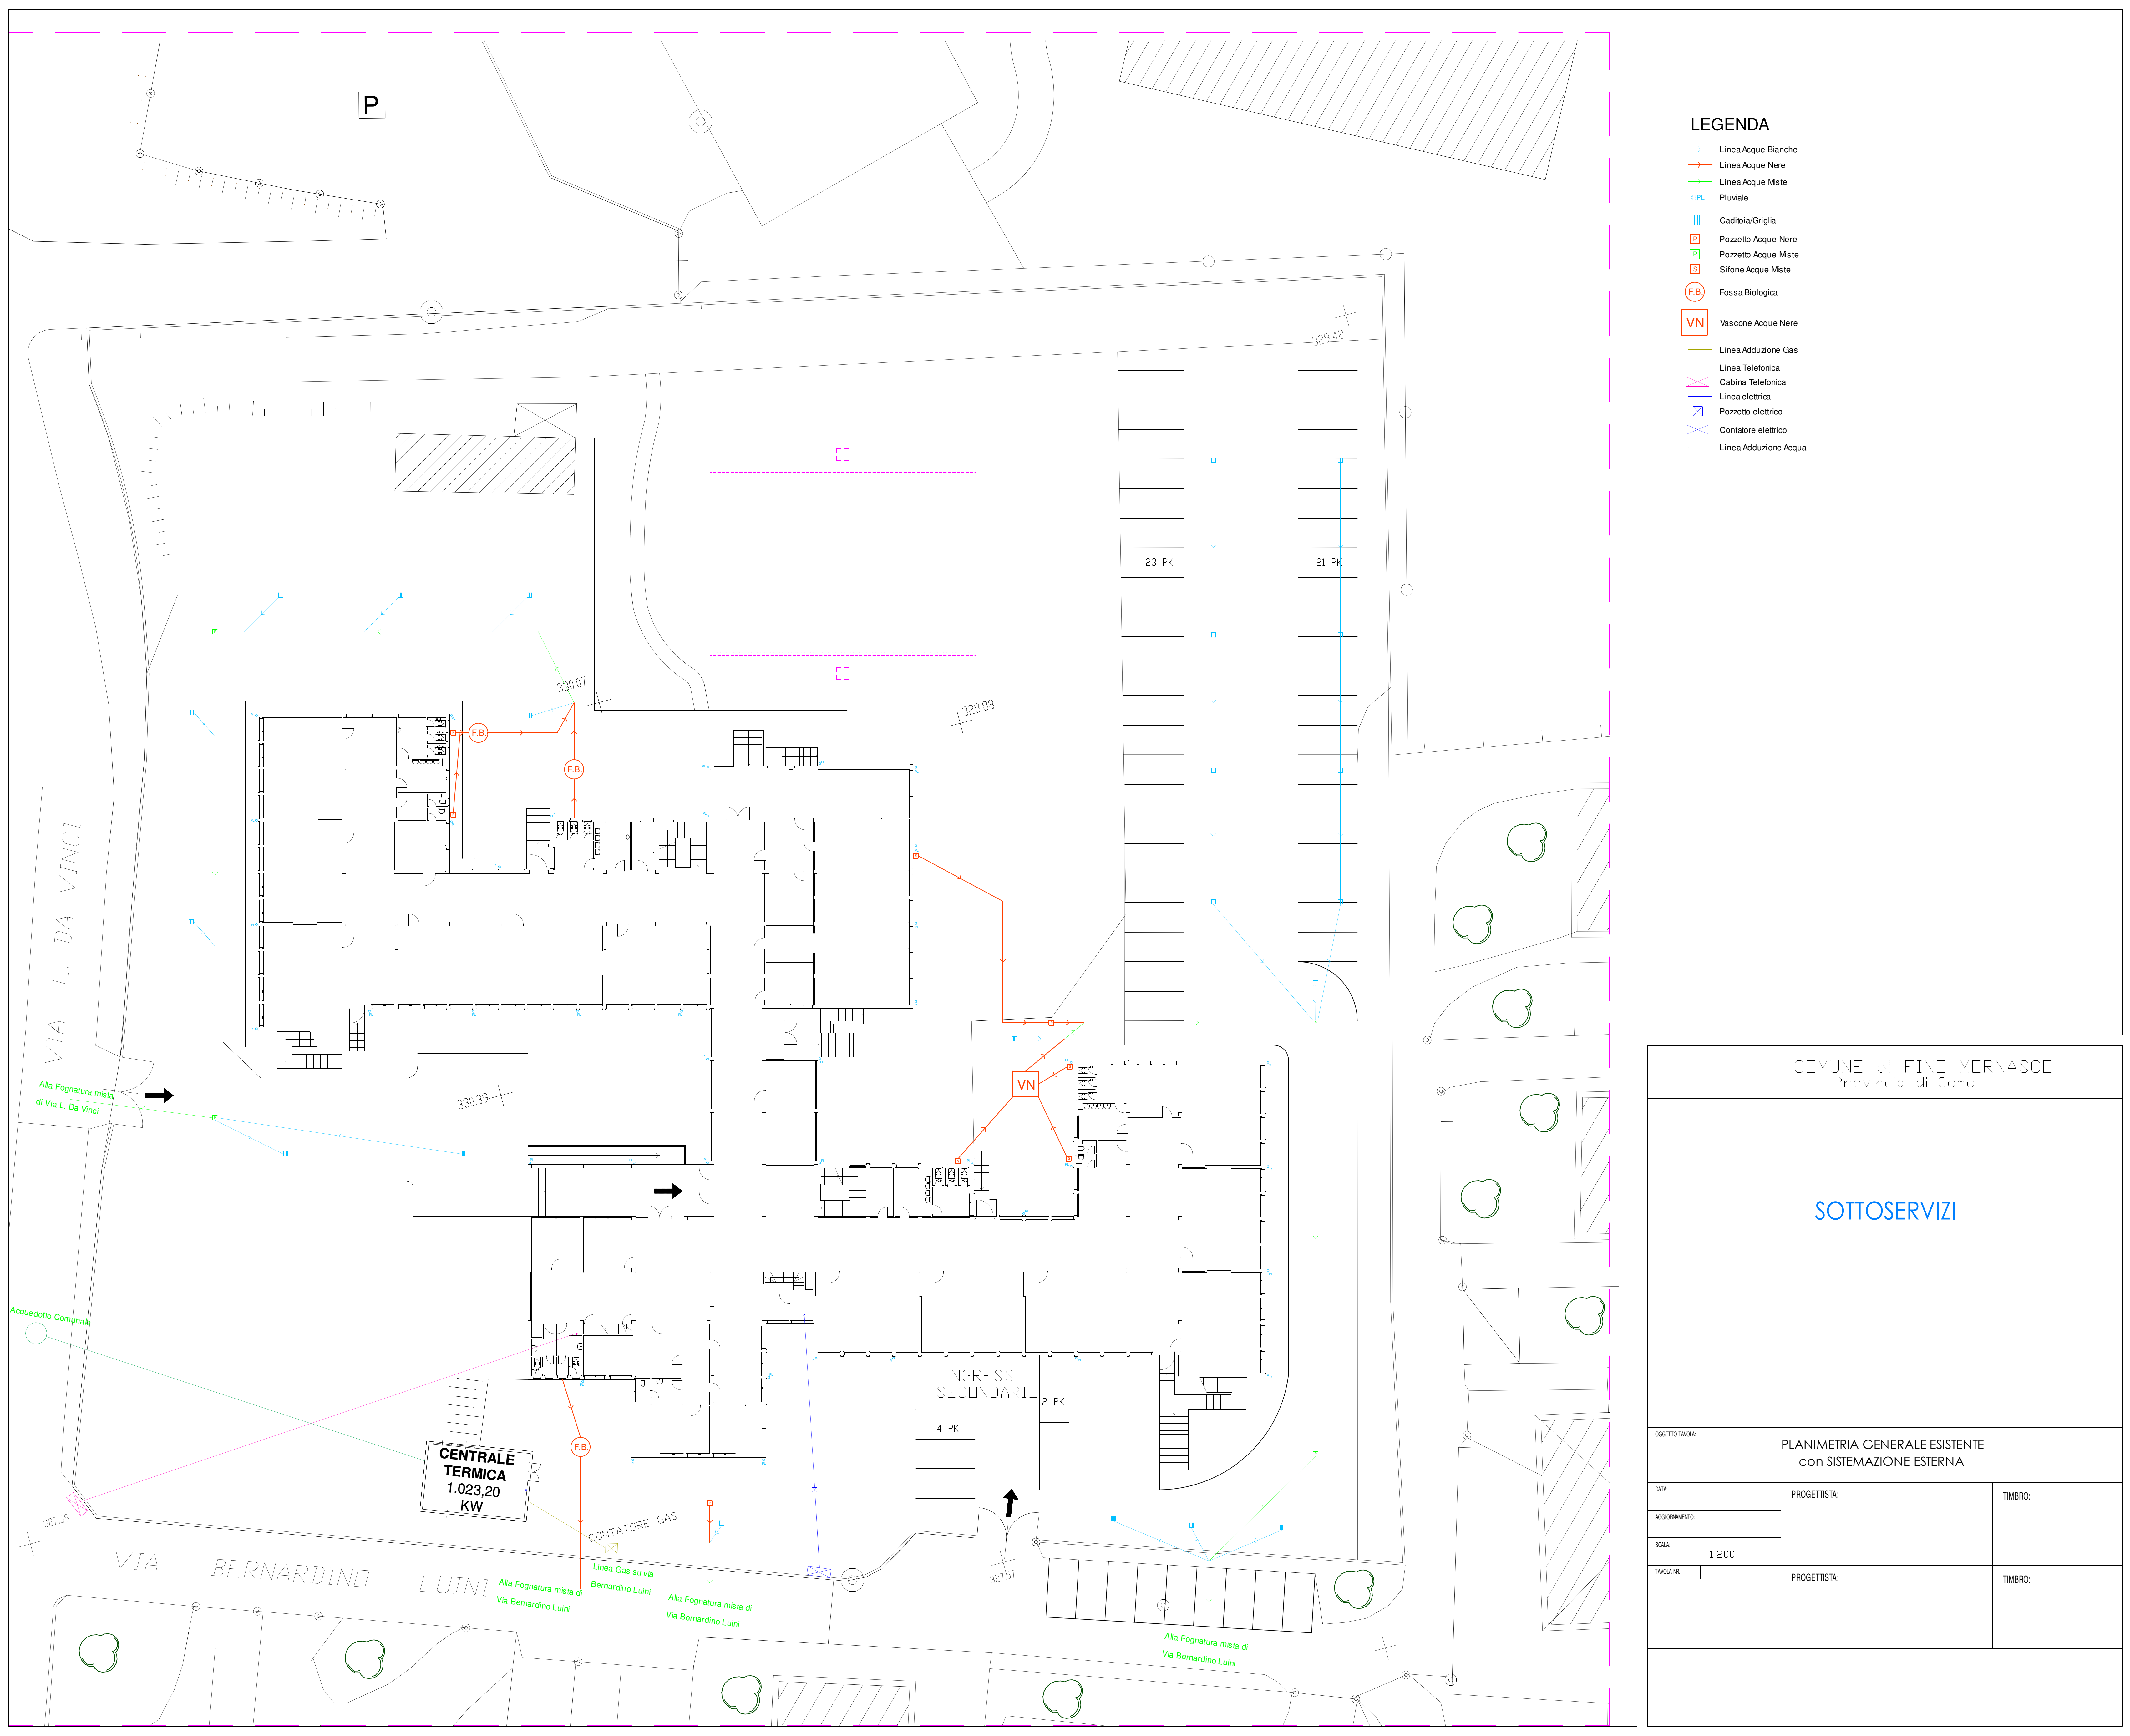 P
LEGENDA
Linea Acque Bianche
Linea Acque Nere
Linea Acque Miste
PL Pluviale
Caditoia/Griglia
P Pozzetto Acque Nere
P Pozzetto Acque Miste
S Sifone Acque Miste
F.B. Fossa Biologica
VN Vascone Acque Nere
Linea Adduzione Gas
Linea Telefonica
Cabina Telefonica
Linea elettrica
Pozzetto elettrico
Contatore elettrico
Linea Adduzione Acqua
329.42
23 PK
21 PK
330.07
328.88
F.B.
F.B.
VIA L. DA VINCI
Alla Fognatura mista
di Via L. Da Vinci
330.39
VN
Acquedotto Comunale
INGRESSO
SECONDARIO
2 PK
4 PK
F.B.
CENTRALE
TERMICA
1.023,20
KW
327.39
CONTATORE GAS
VIA BERNARDINO LUINI
Linea Gas su via
Bernardino Luini
Alla Fognatura mista di
Via Bernardino Luini
Alla Fognatura mista di
Via Bernardino Luini
327.57
Alla Fognatura mista di
Via Bernardino Luini
COMUNE di FINO MORNASCO
Provincia di Como
SOTTOSERVIZI
OGGETTO TAVOLA:
PLANIMETRIA GENERALE ESISTENTE
con SISTEMAZIONE ESTERNA
DATA:
PROGETTISTA:
TIMBRO:
AGGIORNAMENTO:
SCALA:
1:200
TAVOLA NR.
PROGETTISTA:
TIMBRO: